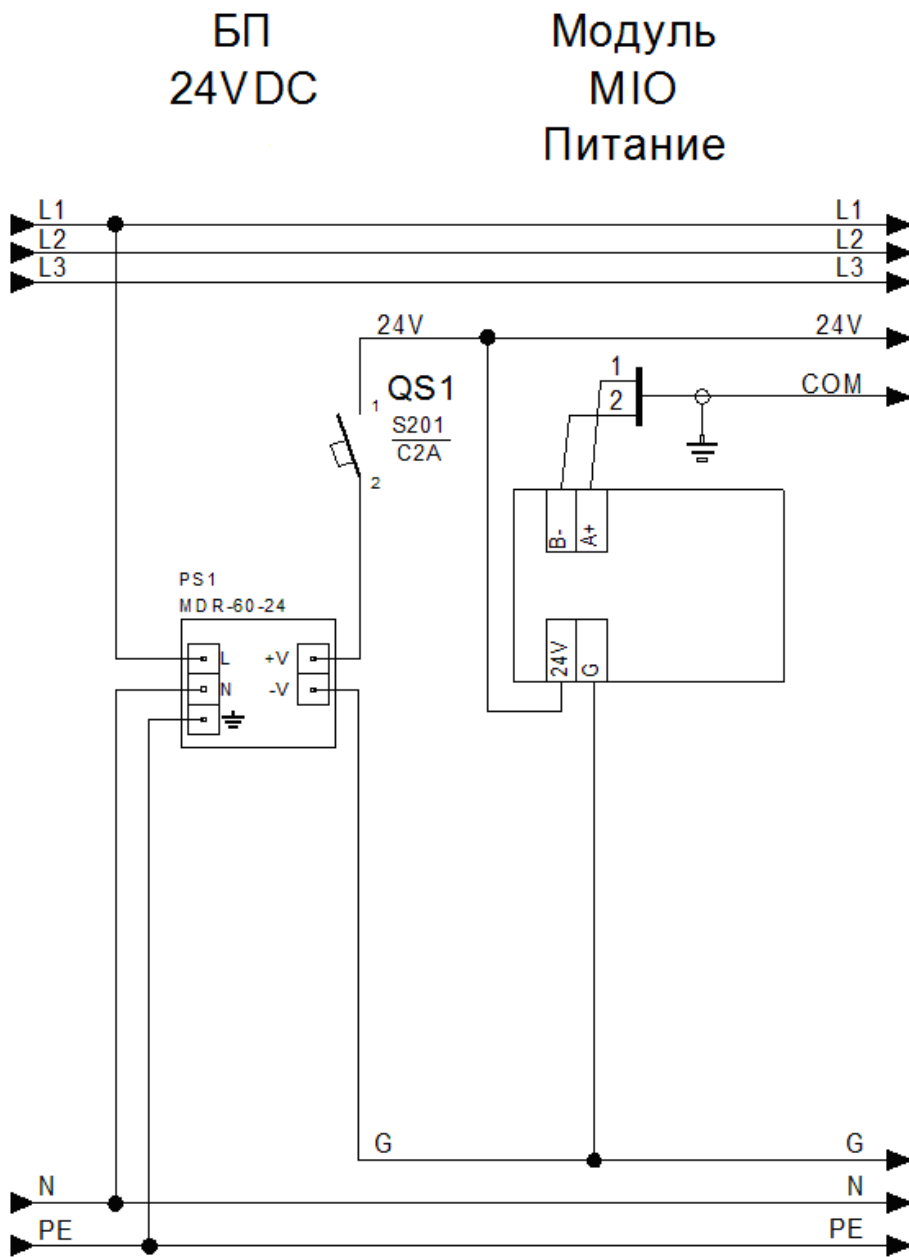 БП
24VDC
Модуль
MIO
Питание
L1
L1
L2
L2
L3
L3
24V
24V
1
2
COM
QS1
1
S201
C2A
2
B-
A+
PS1
MDR-60-24
L
+V
N
-V
24V
G
G
G
N
N
PE
PE